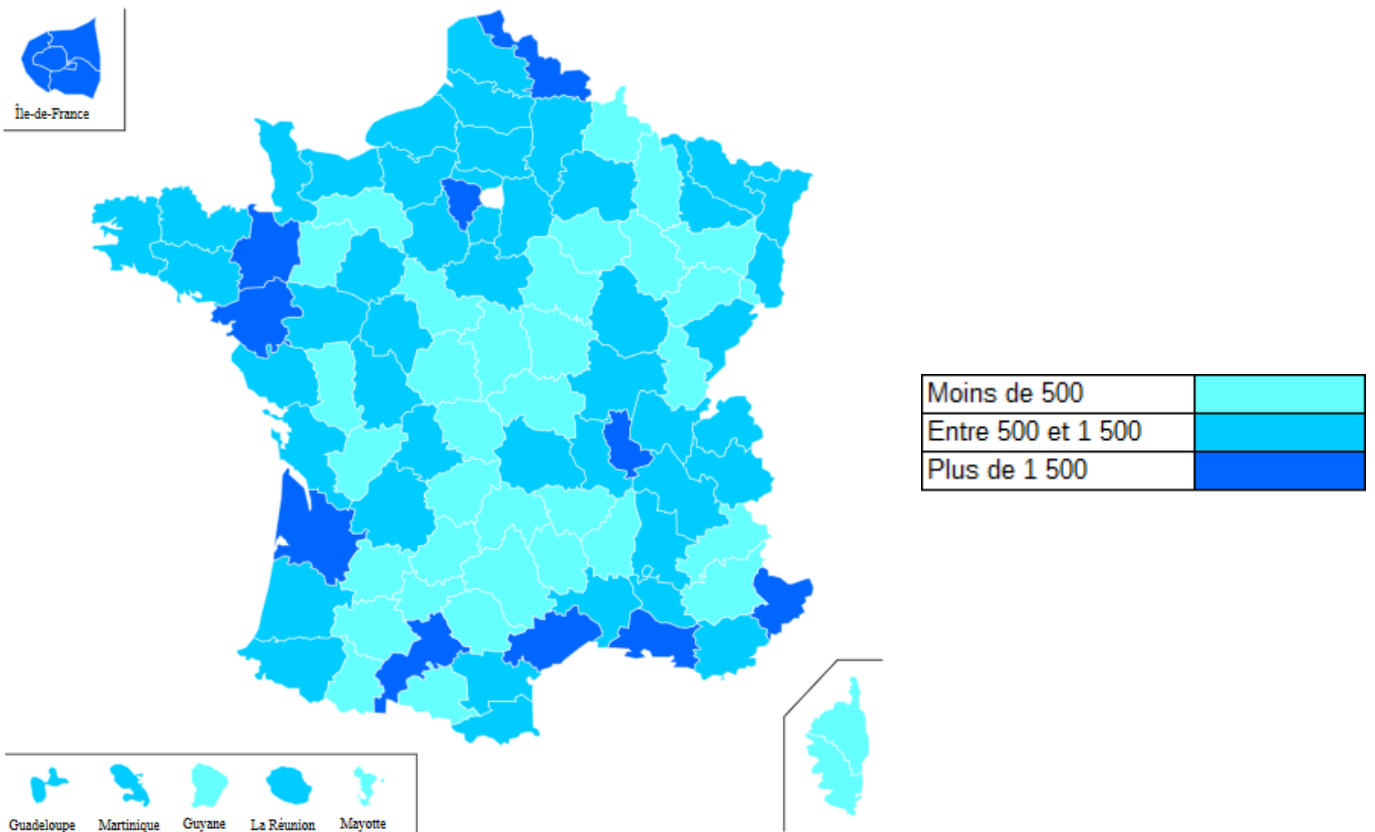 Île-de-France
Moins de 500
Entre 500 et 1 500
Plus de 1 500
Guadeloupe
Martinique
Guyane
La Réunion
Mayotte